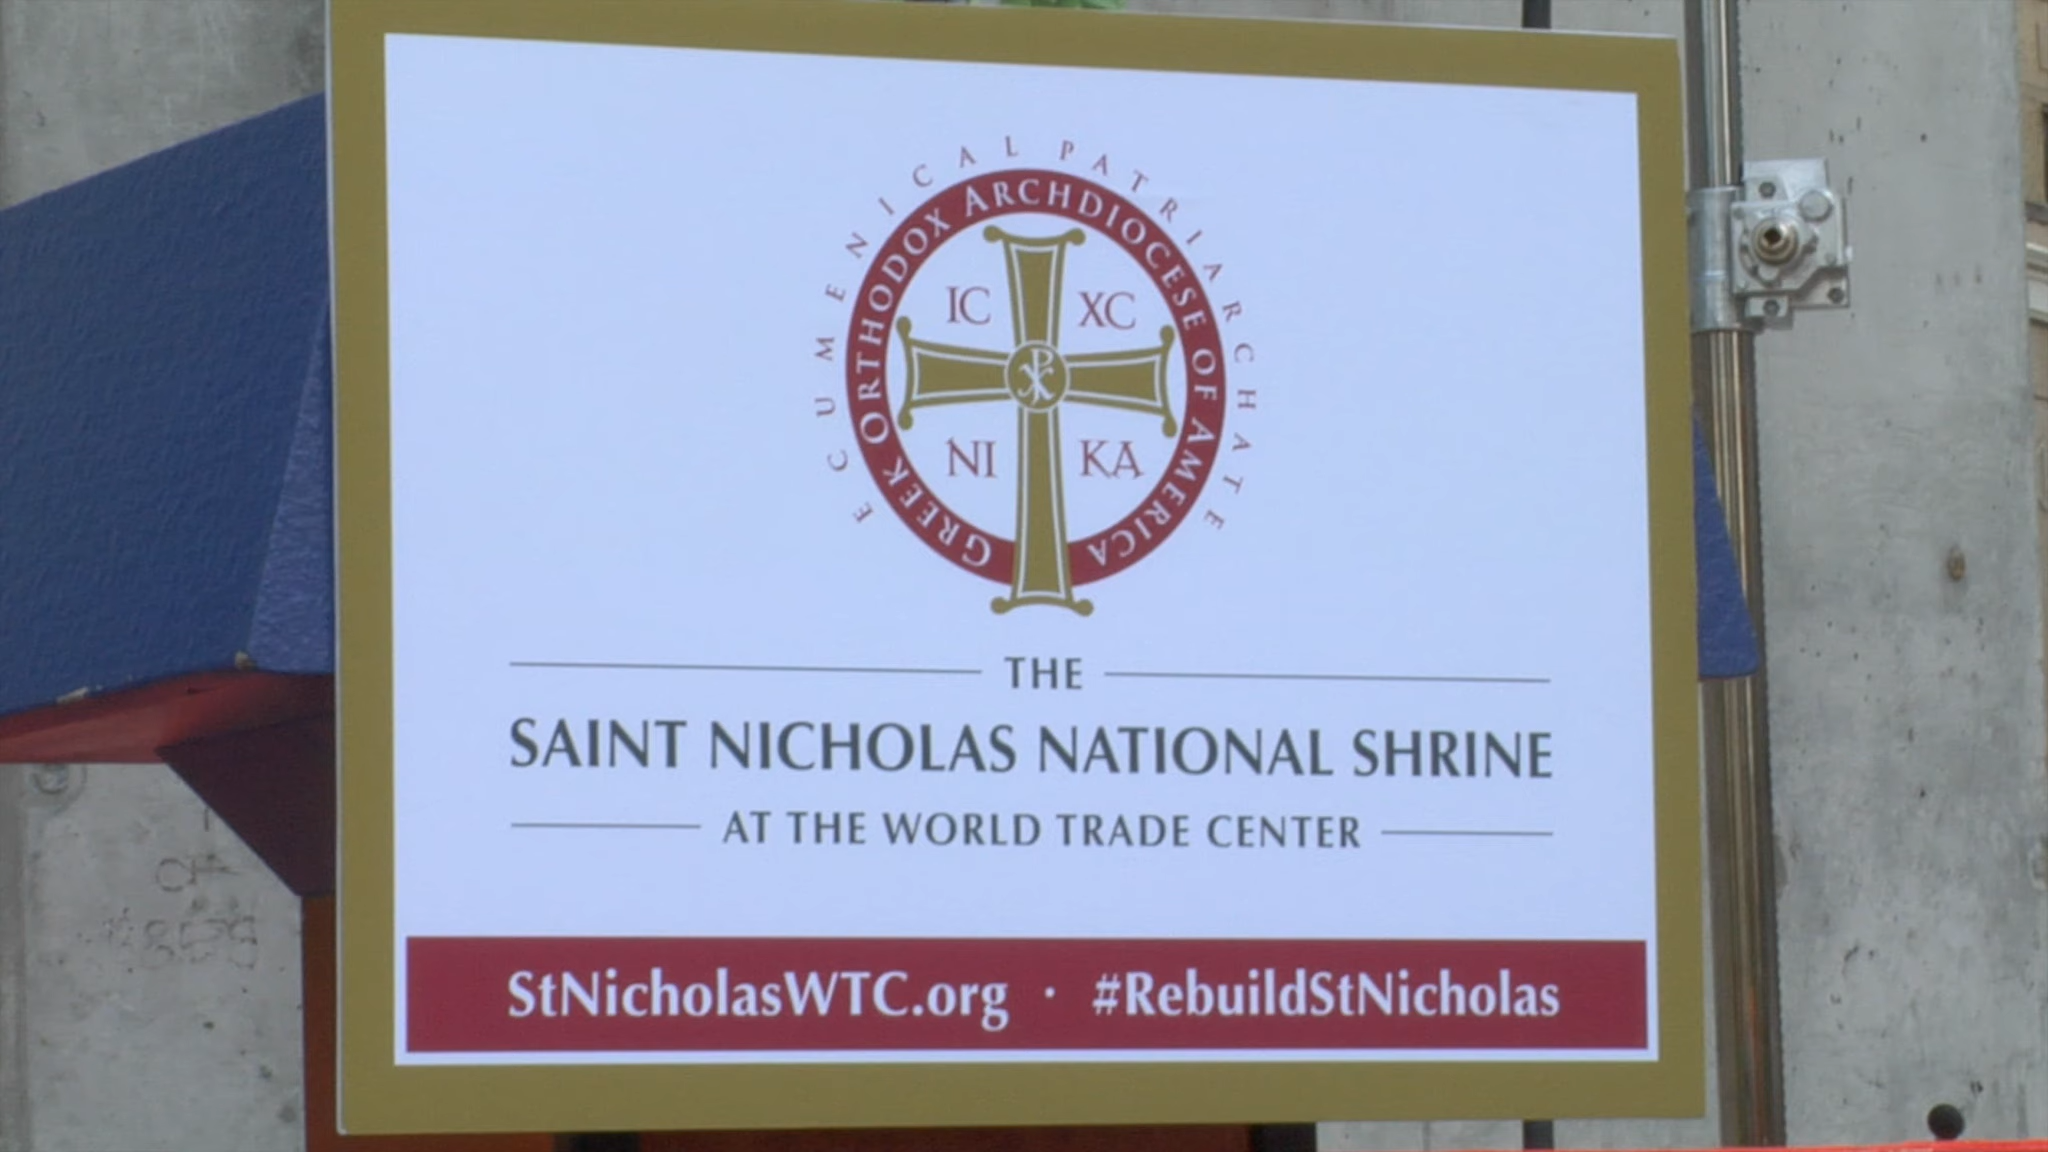 ECUMENICAL PATRIARCHATE
GREEK ORTHODOX ARCHDIOCESE OF AMERICA
IC XC
NI KA
THE
SAINT NICHOLAS NATIONAL SHRINE
AT THE WORLD TRADE CENTER
StNicholasWTC.org · #RebuildStNicholas